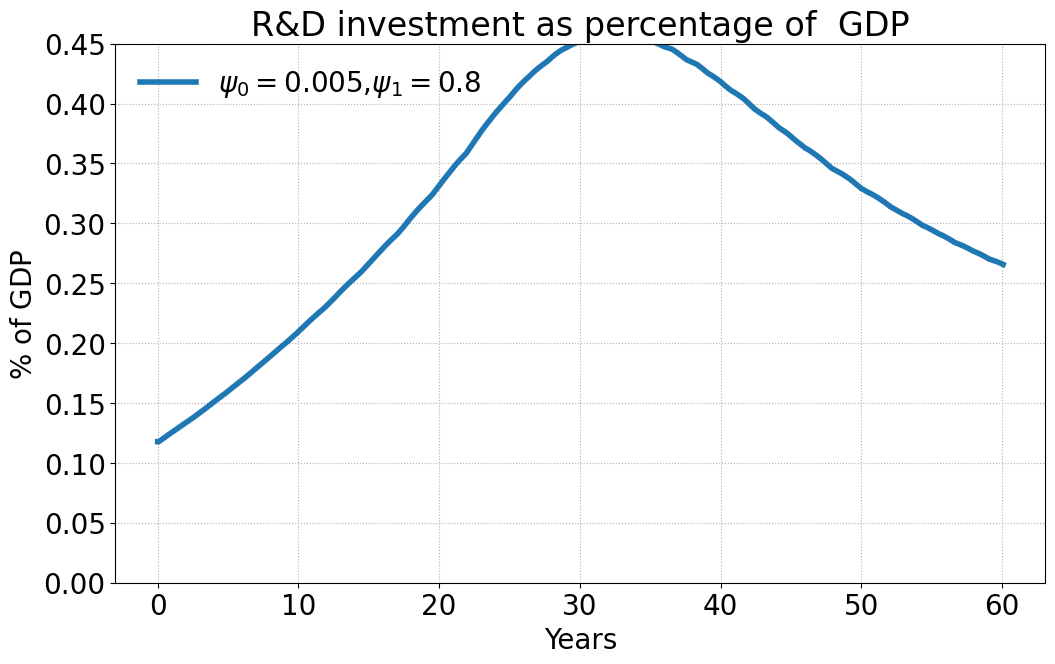 R&D investment as percentage of  GDP
ψ₀ = 0.005,ψ₁ = 0.8
% of GDP
0.45
0.40
0.35
0.30
0.25
0.20
0.15
0.10
0.05
0.00
0 10 20 30 40 50 60
Years